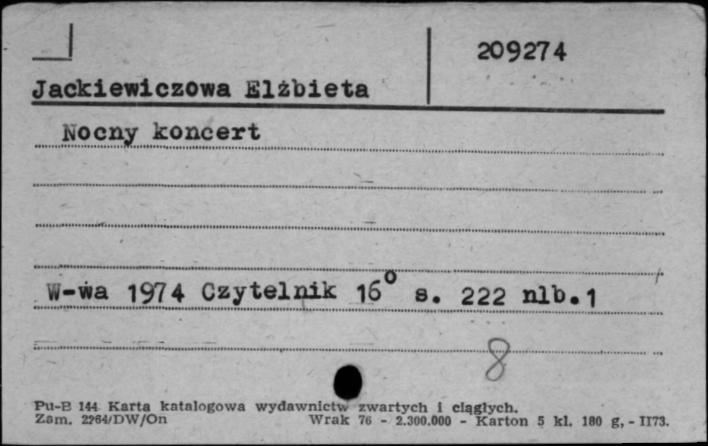 209274
Jackiewiczowa Elżbieta
Nocny koncert
W-wa 1974 Czytelnik 16° s. 222 nlb.1
8
Pu-B 144 Karta katalogowa wydawnictw zwartych i ciągłych.
Zam. 2264/DW/On Wrak 76 - 2.300.000 - Karton 5 kl. 180 g, - II73.